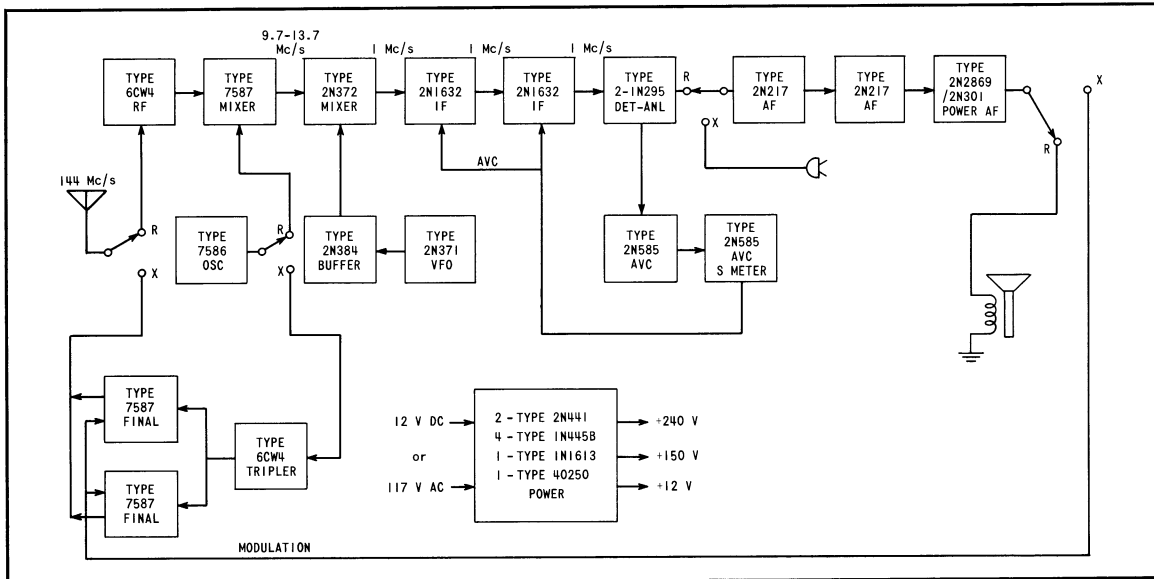 9.7-13.7
Mc/s
1 Mc/s
1 Mc/s
1 Mc/s
TYPE
6CW4
RF
TYPE
7587
MIXER
TYPE
2N372
MIXER
TYPE
2N1632
IF
TYPE
2N1632
IF
TYPE
2-1N295
DET-ANL
R
X
TYPE
2N217
AF
TYPE
2N217
AF
TYPE
2N2869
/2N301
POWER AF
R
X
AVC
144 Mc/s
R
X
TYPE
7586
OSC
R
X
TYPE
2N384
BUFFER
TYPE
2N371
VFO
TYPE
2N585
AVC
TYPE
2N585
AVC
S METER
TYPE
7587
FINAL
TYPE
7587
FINAL
TYPE
6CW4
TRIPLER
12 V DC
or
117 V AC
2 - TYPE 2N441
4 - TYPE 1N445B
1 - TYPE 1N1613
1 - TYPE 40250
POWER
+240 V
+150 V
+12 V
MODULATION